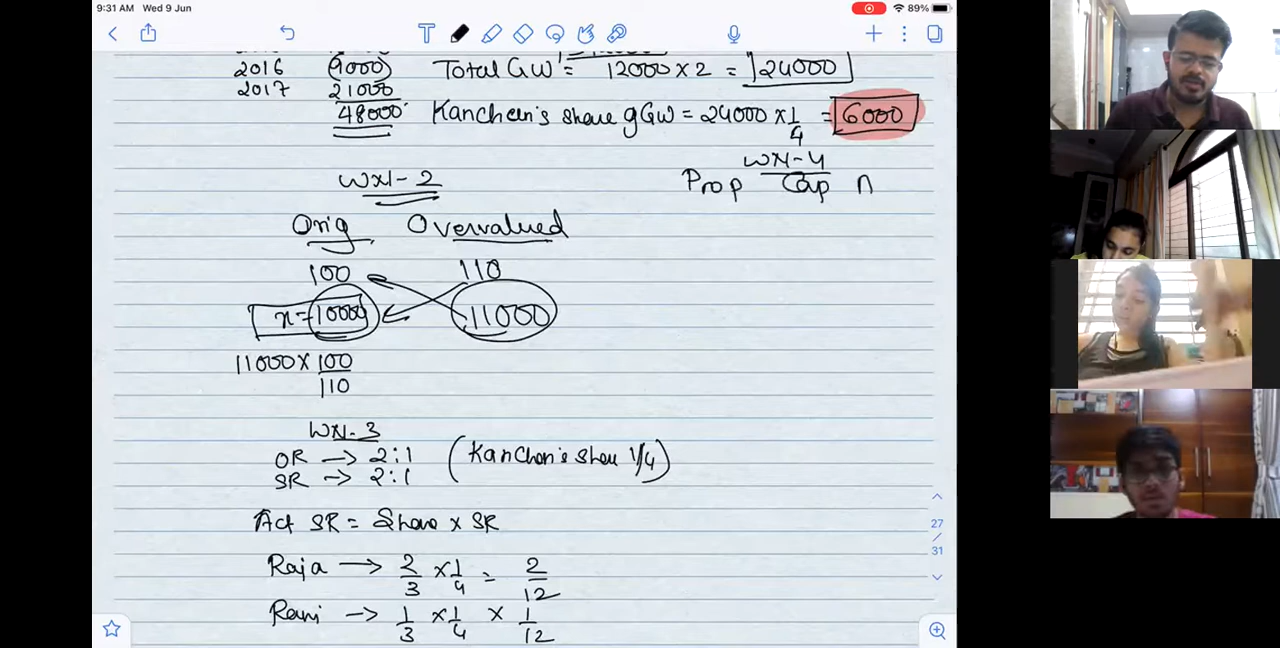 9:31 AM Wed 9 Jun
89%
2016 (9000) Total GW = 12000 × 2 = 24000
2017 21000
48000 Kanchan's share gGW = 24000 × 1/4 = 6000
WN-4
WN-2
Prop Cap n
Orig Overvalued
100 110
x = 10000 11000
11000 × 100/110
WN-3
OR → 2:1 (Kanchan's share 1/4)
SR → 2:1
Act SR = Share × SR
27/31
Raja → 2/3 × 1/4 = 2/12
Rani → 1/3 × 1/4 × 1/12